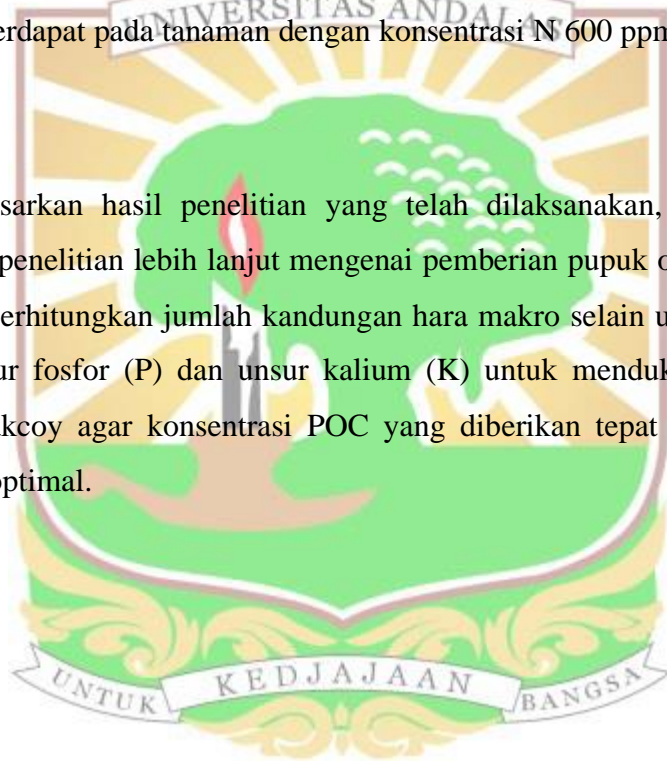 UNIVERSITAS ANDALAS
erdapat pada tanaman dengan konsentrasi N 600 ppm
sarkan hasil penelitian yang telah dilaksanakan,
penelitian lebih lanjut mengenai pemberian pupuk o
erhitungkan jumlah kandungan hara makro selain u
ur fosfor (P) dan unsur kalium (K) untuk menduk
akcoy agar konsentrasi POC yang diberikan tepat
optimal.
UNTUK KEDJAJAAN BANGSA